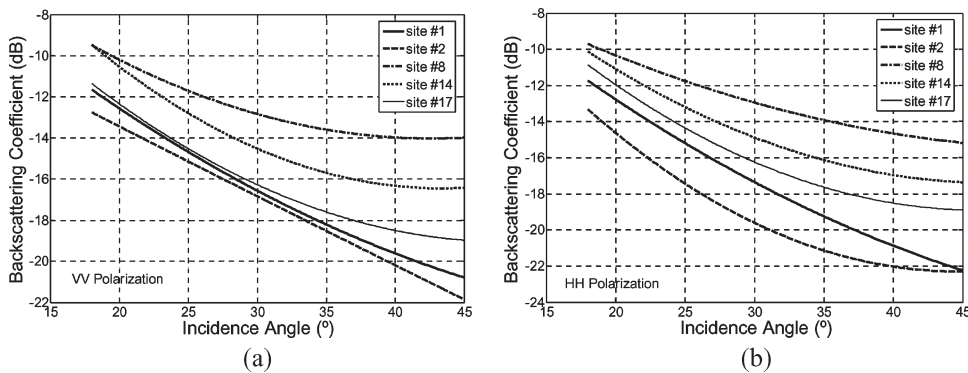 Backscattering Coefficient (dB)
-8
-10
-12
-14
-16
-18
-20
-22
site #1
site #2
site #8
site #14
site #17
VV Polarization
15 20 25 30 35 40 45
Incidence Angle (º)
(a)
Backscattering Coefficient (dB)
-8
-10
-12
-14
-16
-18
-20
-22
-24
site #1
site #2
site #8
site #14
site #17
HH Polarization
15 20 25 30 35 40 45
Incidence Angle (º)
(b)